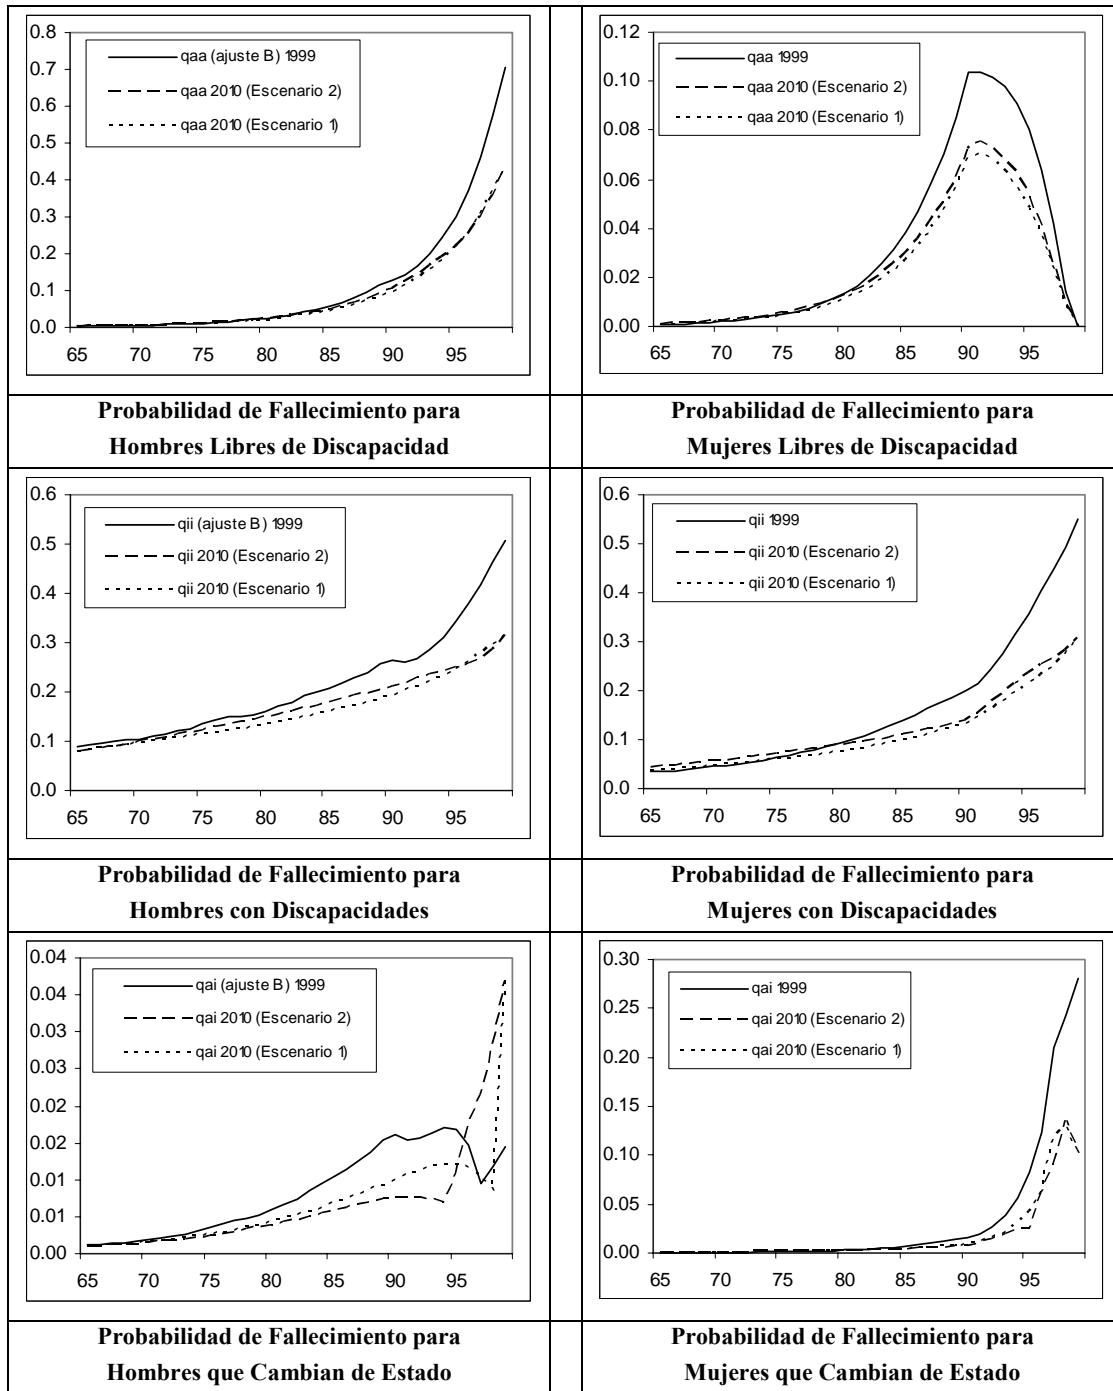 0.8
0.7
0.6
0.5
0.4
0.3
0.2
0.1
0.0
qaa (ajuste B) 1999
qaa 2010 (Escenario 2)
qaa 2010 (Escenario 1)
65 70 75 80 85 90 95
0.12
0.10
0.08
0.06
0.04
0.02
0.00
qaa 1999
qaa 2010 (Escenario 2)
qaa 2010 (Escenario 1)
65 70 75 80 85 90 95
Probabilidad de Fallecimiento para
Hombres Libres de Discapacidad
Probabilidad de Fallecimiento para
Mujeres Libres de Discapacidad
0.6
0.5
0.4
0.3
0.2
0.1
0.0
qii (ajuste B) 1999
qii 2010 (Escenario 2)
qii 2010 (Escenario 1)
65 70 75 80 85 90 95
0.6
0.5
0.4
0.3
0.2
0.1
0.0
qii 1999
qii 2010 (Escenario 2)
qii 2010 (Escenario 1)
65 70 75 80 85 90 95
Probabilidad de Fallecimiento para
Hombres con Discapacidades
Probabilidad de Fallecimiento para
Mujeres con Discapacidades
0.04
0.04
0.03
0.03
0.02
0.02
0.01
0.01
0.00
qai (ajuste B) 1999
qai 2010 (Escenario 2)
qai 2010 (Escenario 1)
65 70 75 80 85 90 95
0.30
0.25
0.20
0.15
0.10
0.05
0.00
qai 1999
qai 2010 (Escenario 2)
qai 2010 (Escenario 1)
65 70 75 80 85 90 95
Probabilidad de Fallecimiento para
Hombres que Cambian de Estado
Probabilidad de Fallecimiento para
Mujeres que Cambian de Estado